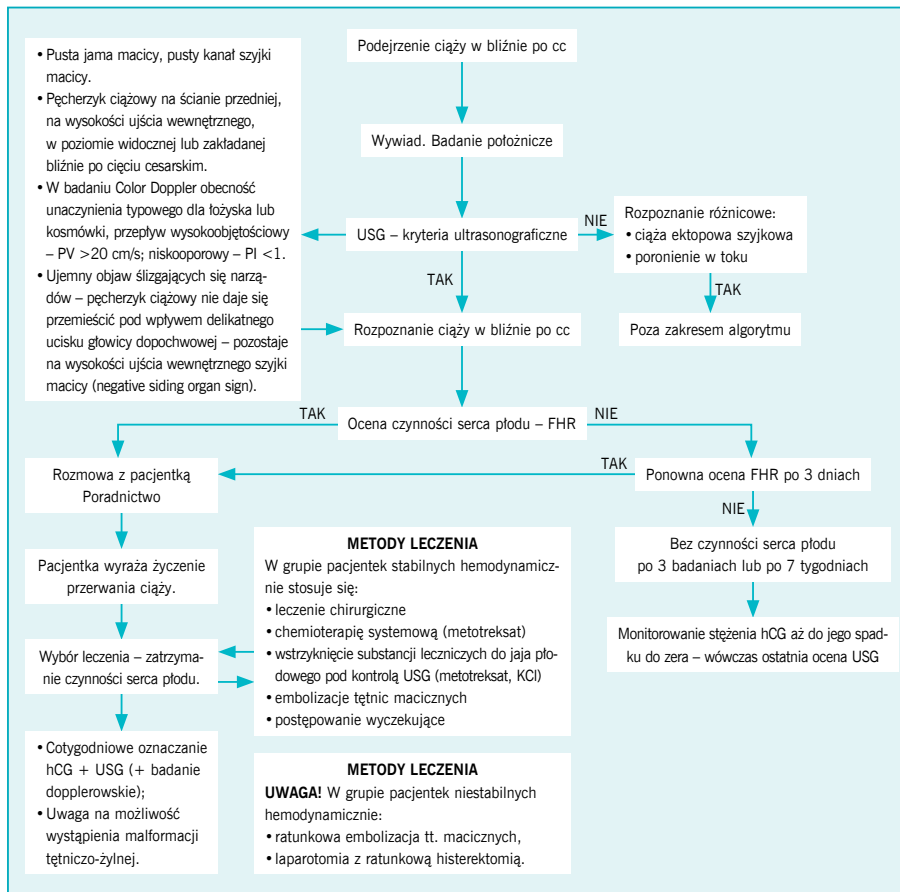 Podejrzenie ciąży w bliźnie po cc
Wywiad. Badanie położnicze
USG – kryteria ultrasonograficzne
• Pusta jama macicy, pusty kanał szyjki
macicy.
• Pęcherzyk ciążowy na ścianie przedniej,
na wysokości ujścia wewnętrznego,
w poziomie widocznej lub zakładanej
bliźnie po cięciu cesarskim.
• W badaniu Color Doppler obecność
unaczynienia typowego dla łożyska lub
kosmówki, przepływ wysokoobjętościowy
– PV >20 cm/s; niskooporowy – PI <1.
• Ujemny objaw ślizgających się narzą-
dów – pęcherzyk ciążowy nie daje się
przemieścić pod wpływem delikatnego
ucisku głowicy dopochwowej – pozostaje
na wysokości ujścia wewnętrznego szyjki
macicy (negative siding organ sign).
NIE
Rozpoznanie różnicowe:
• ciąża ektopowa szyjkowa
• poronienie w toku
TAK
Poza zakresem algorytmu
TAK
Rozpoznanie ciąży w bliźnie po cc
Ocena czynności serca płodu – FHR
TAK
NIE
Rozmowa z pacjentką
Poradnictwo
TAK
Ponowna ocena FHR po 3 dniach
NIE
Bez czynności serca płodu
po 3 badaniach lub po 7 tygodniach
Monitorowanie stężenia hCG aż do jego spad-
ku do zera – wówczas ostatnia ocena USG
Pacjentka wyraża życzenie
przerwania ciąży.
Wybór leczenia – zatrzyma-
nie czynności serca płodu.
• Cotygodniowe oznaczanie
hCG + USG (+ badanie
dopplerowskie);
• Uwaga na możliwość
wystąpienia malformacji
tętniczo-żylnej.
METODY LECZENIA
W grupie pacjentek stabilnych hemodynamicz-
nie stosuje się:
• leczenie chirurgiczne
• chemioterapię systemową (metotreksat)
• wstrzyknięcie substancji leczniczych do jaja pło-
dowego pod kontrolą USG (metotreksat, KCl)
• embolizacje tętnic macicznych
• postępowanie wyczekujące
METODY LECZENIA
UWAGA! W grupie pacjentek niestabilnych
hemodynamicznie:
• ratunkowa embolizacja tt. macicznych,
• laparotomia z ratunkową histerektomią.